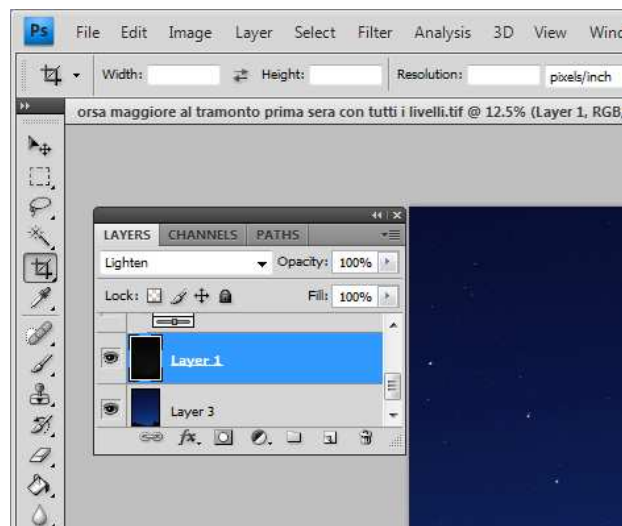 Ps File Edit Image Layer Select Filter Analysis 3D View
Width: Height: Resolution: pixels/inch
orsa maggiore al tramonto prima sera con tutti i livelli.tif @ 12.5% (Layer 1, RGB
LAYERS CHANNELS PATHS
Lighten Opacity: 100%
Lock: Fill: 100%
Layer 1
Layer 3
fx.